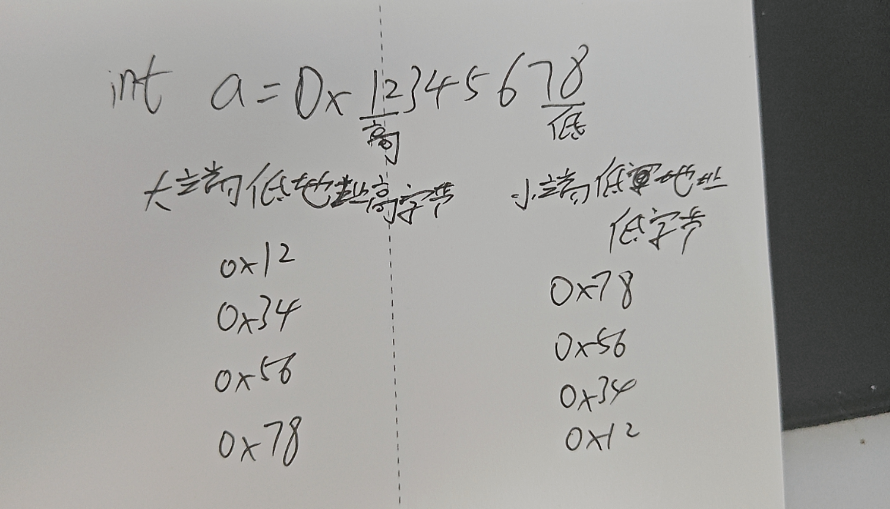 int a = 0x12345678
高 低
大端 低地址高字节
0x12
0x34
0x56
0x78
小端 低地址
低字节
0x78
0x56
0x34
0x12